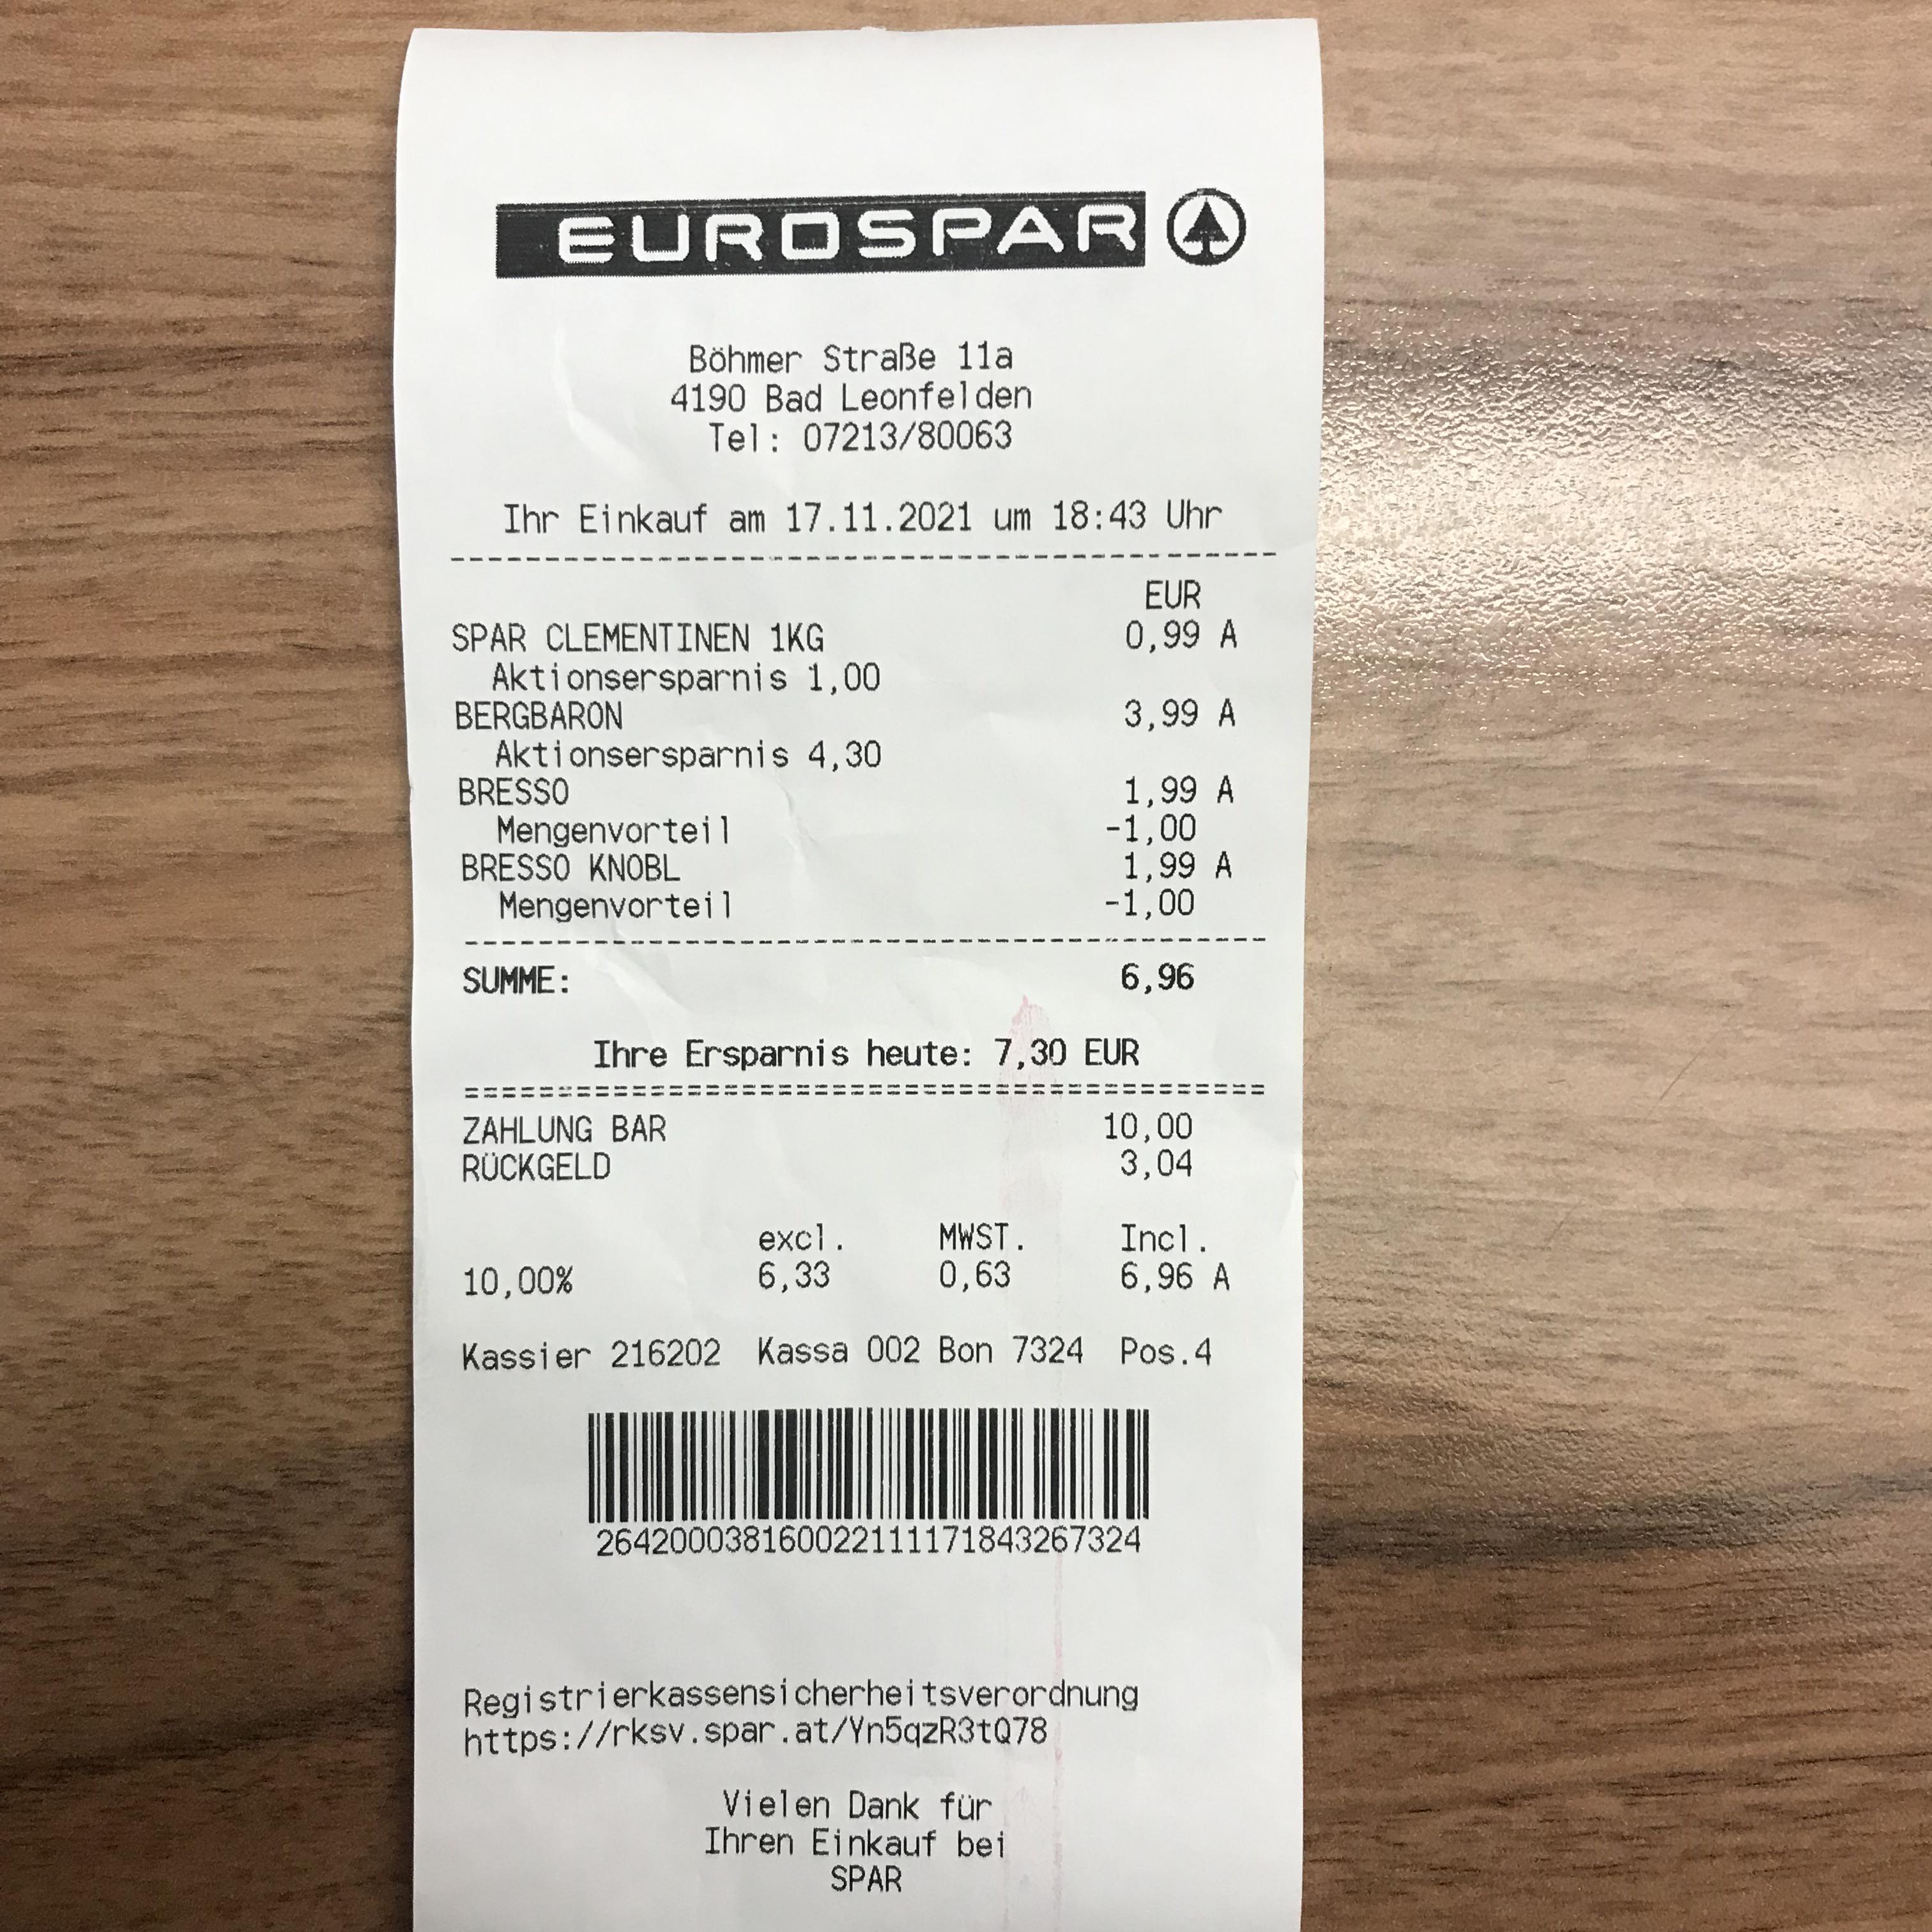 EUROSPAR
Böhmer Straße 11a
4190 Bad Leonfelden
Tel: 07213/80063
Ihr Einkauf am 17.11.2021 um 18:43 Uhr
EUR
SPAR CLEMENTINEN 1KG 0,99 A
Aktionsersparnis 1,00
BERGBARON 3,99 A
Aktionsersparnis 4,30
BRESSO 1,99 A
Mengenvorteil -1,00
BRESSO KNOBL 1,99 A
Mengenvorteil -1,00
SUMME: 6,96
Ihre Ersparnis heute: 7,30 EUR
ZAHLUNG BAR 10,00
RÜCKGELD 3,04
excl. MWST. Incl.
10,00% 6,33 0,63 6,96 A
Kassier 216202 Kassa 002 Bon 7324 Pos.4
2642000381600221111171843267324
Registrierkassensicherheitsverordnung
https://rksv.spar.at/Yn5qzR3tQ78
Vielen Dank für
Ihren Einkauf bei
SPAR